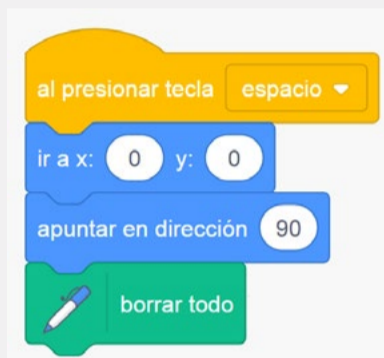 al presionar tecla espacio
ir a x: 0 y: 0
apuntar en dirección 90
borrar todo